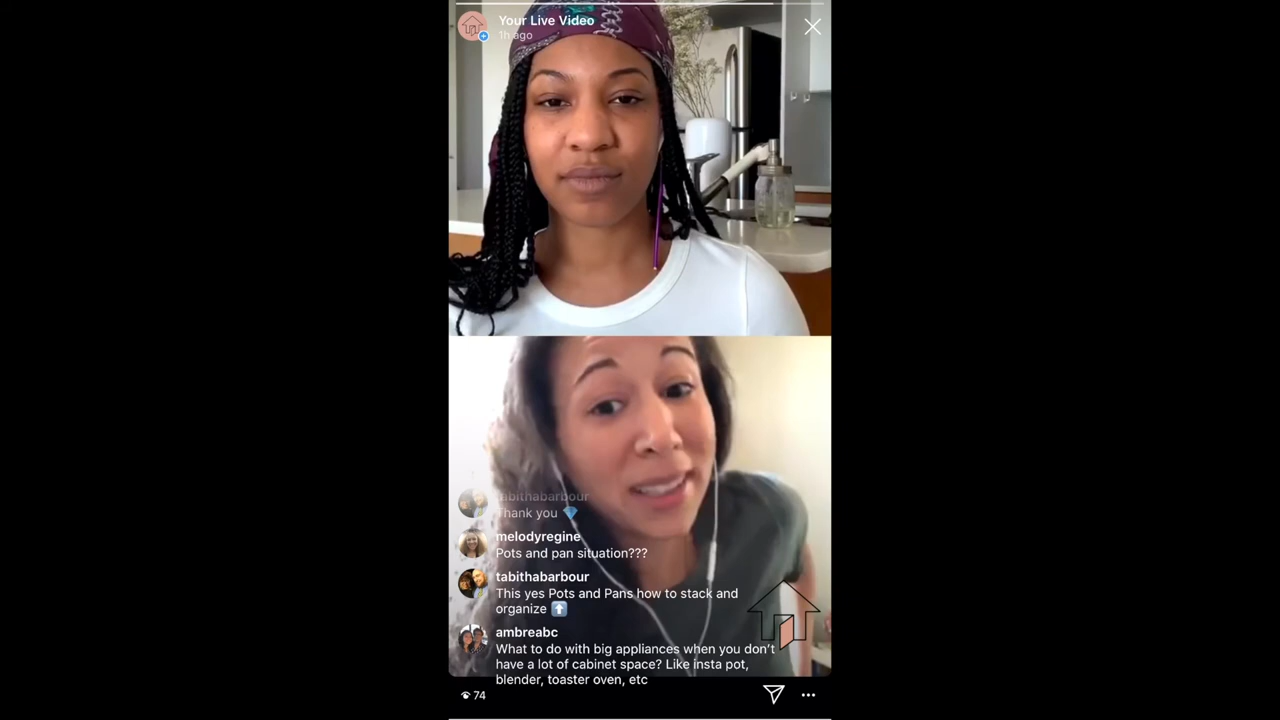 Your Live Video
1h ago
tabithabarbour
Thank you
melodyregine
Pots and pan situation???
tabithabarbour
This yes Pots and Pans how to stack and
organize
ambreabc
What to do with big appliances when you don't
have a lot of cabinet space? Like insta pot,
blender, toaster oven, etc
74